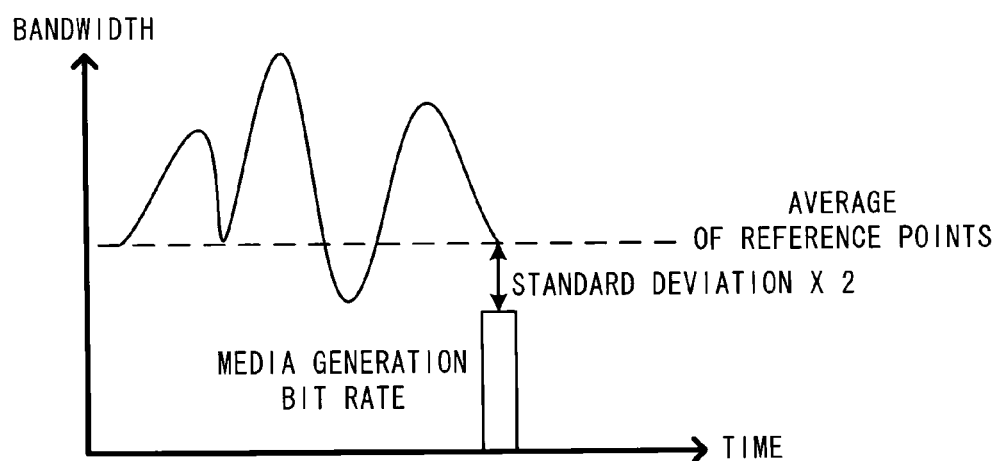 BANDWIDTH
AVERAGE
OF REFERENCE POINTS
STANDARD DEVIATION X 2
MEDIA GENERATION
BIT RATE
TIME